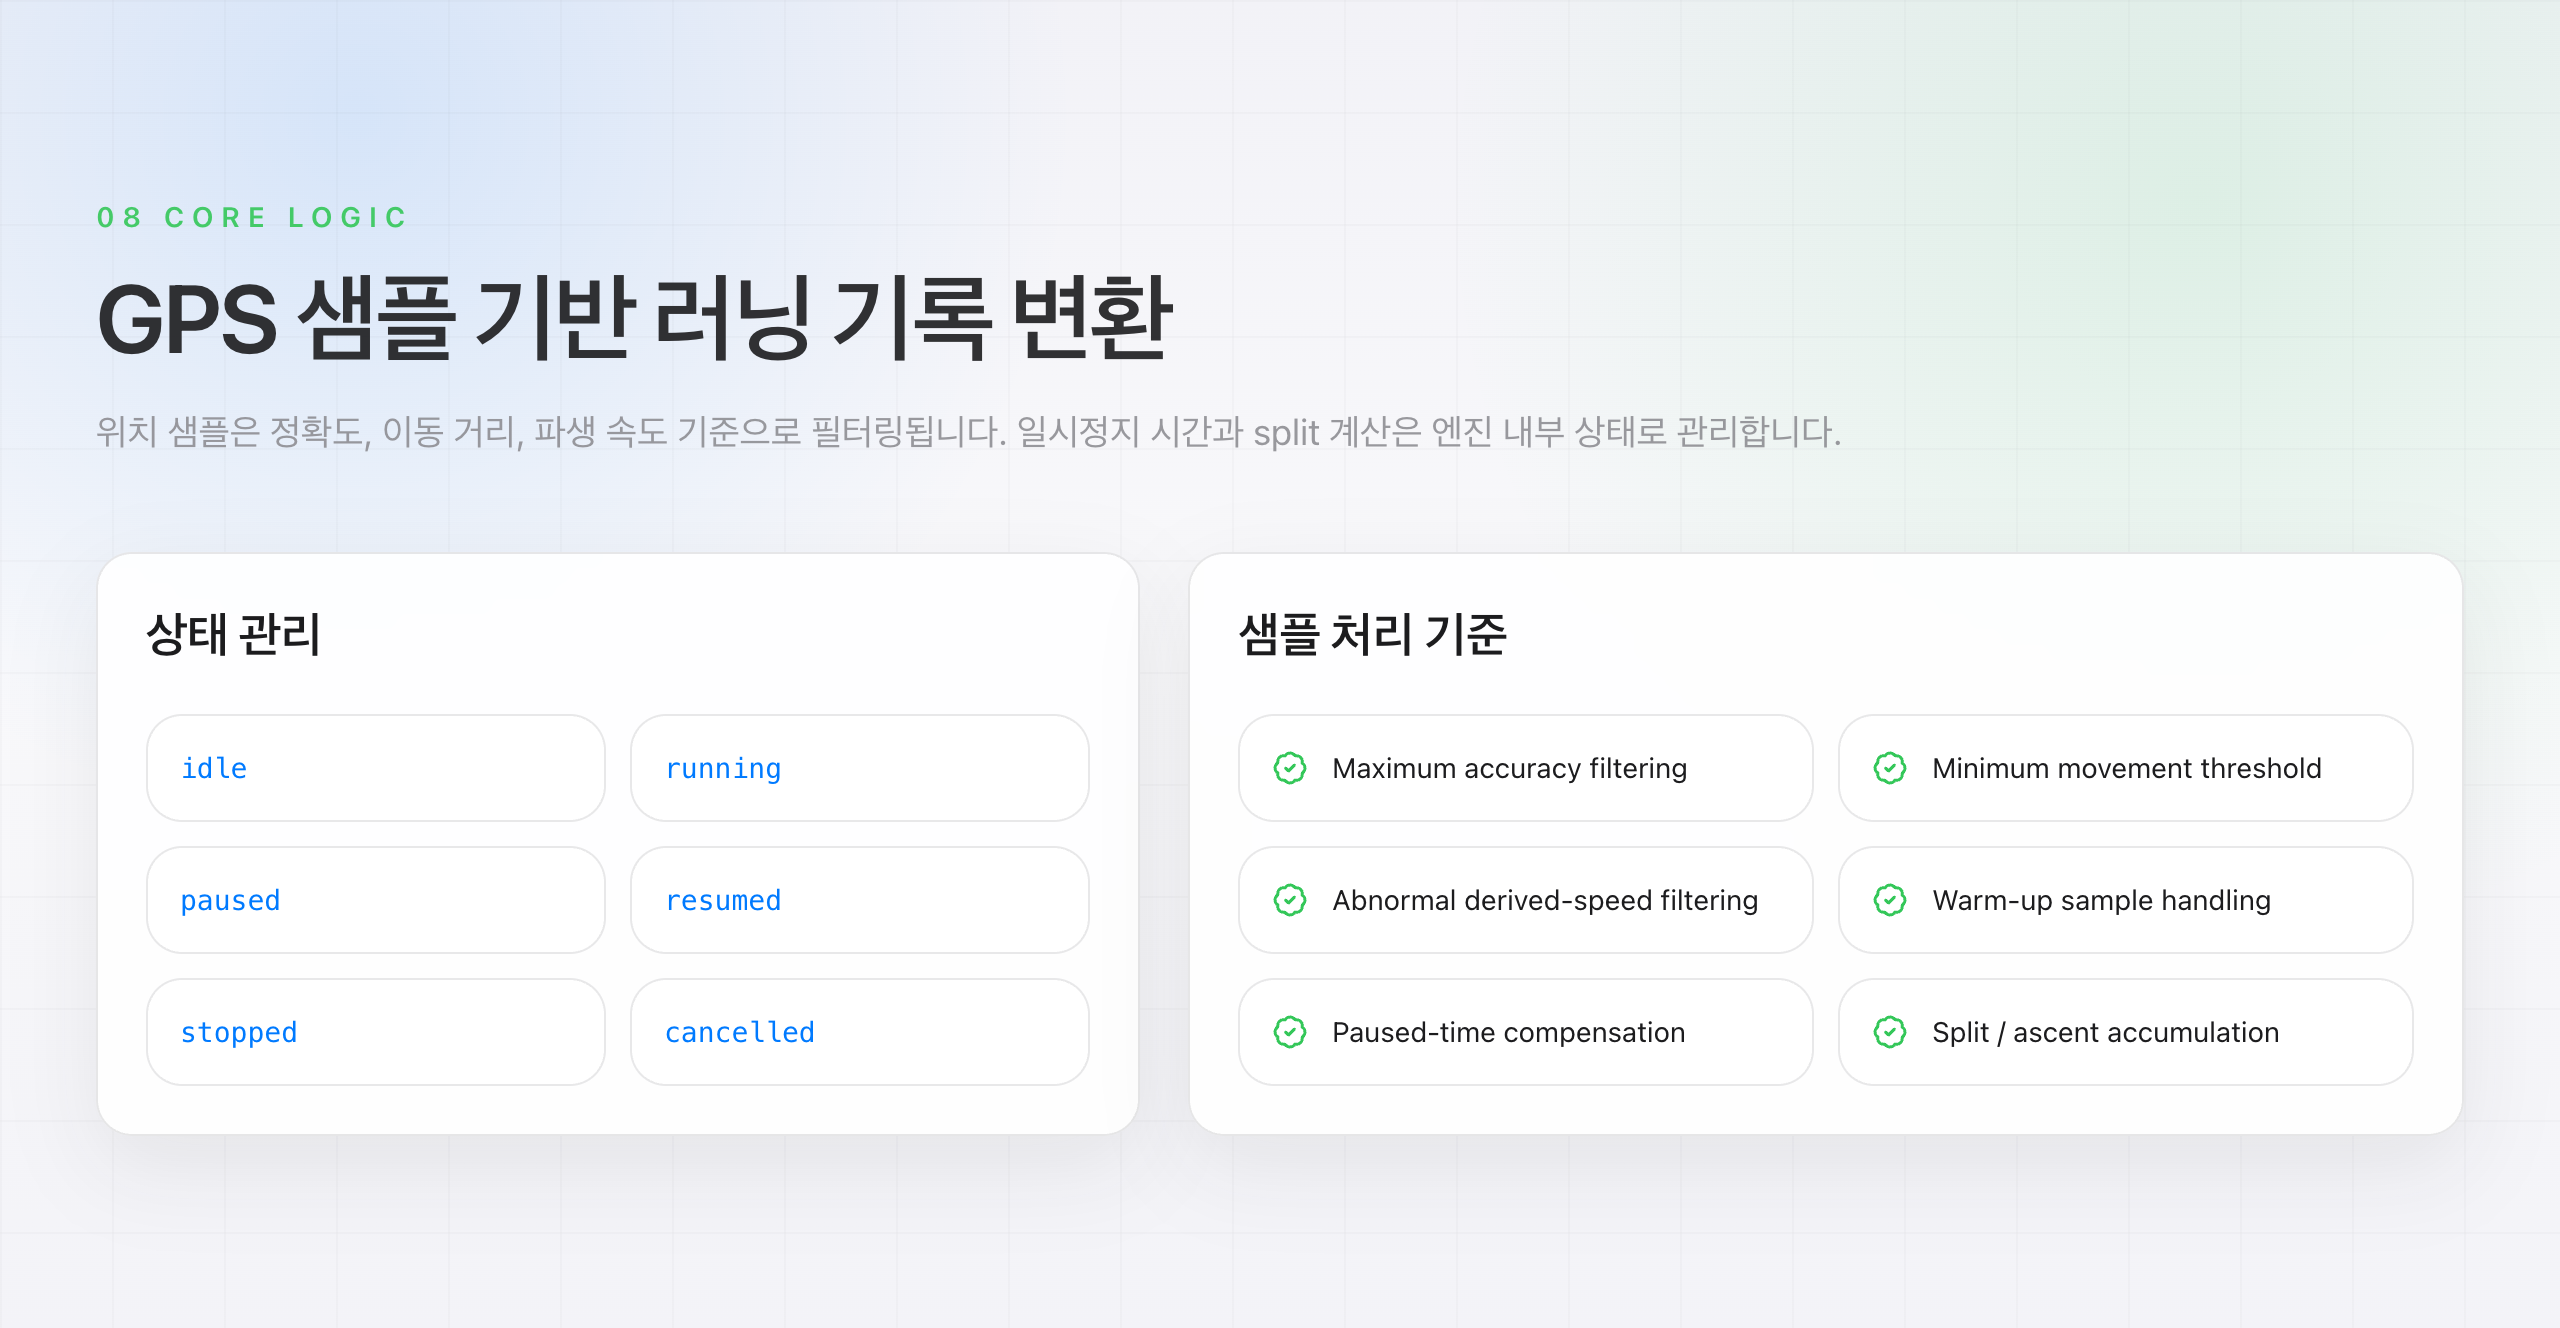 08 CORE LOGIC
GPS 샘플 기반 러닝 기록 변환
위치 샘플은 정확도, 이동 거리, 파생 속도 기준으로 필터링됩니다. 일시정지 시간과 split 계산은 엔진 내부 상태로 관리합니다.
상태 관리
idle
running
paused
resumed
stopped
cancelled
샘플 처리 기준
Maximum accuracy filtering
Minimum movement threshold
Abnormal derived-speed filtering
Warm-up sample handling
Paused-time compensation
Split / ascent accumulation